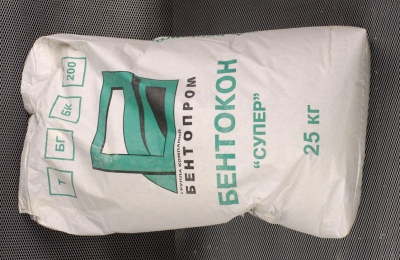 Т БГ БК 200
ГРУППА КОМПАНИЙ
БЕНТОПРОМ
БЕНТОКОН
"СУПЕР"
25 КГ